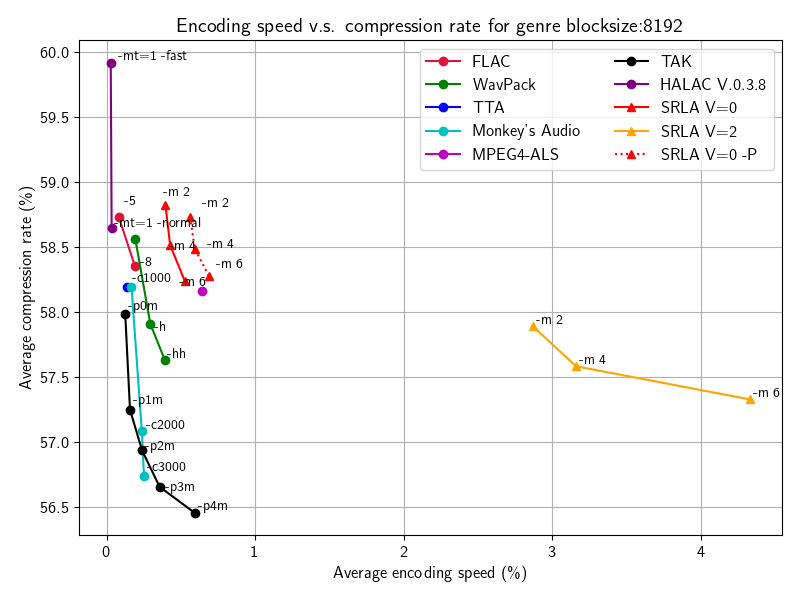 Encoding speed v.s. compression rate for genre blocksize:8192
Average compression rate (%)
60.0
59.5
59.0
58.5
58.0
57.5
57.0
56.5
FLAC
WavPack
TTA
Monkey's Audio
MPEG4-ALS
TAK
HALAC V.0.3.8
SRLA V=0
SRLA V=2
SRLA V=0 -P
-mt=1 -fast
-5
-m 2
-m 2
-mt=1 -normal
-m 4
-m 4
-8
-m 6
-c1000
-m 6
-p0m
-h
-hh
-m 2
-m 4
-m 6
-p1m
-c2000
-p2m
-c3000
-p3m
-p4m
0
1
2
3
4
Average encoding speed (%)